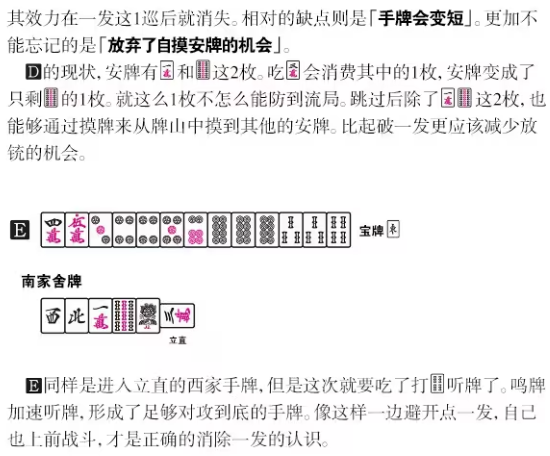 其效力在一发这1巡后就消失。相对的缺点则是「手牌会变短」。更加不
能忘记的是「放弃了自摸安牌的机会」。
D的现状,安牌有和这2枚。吃会消费其中的1枚,安牌变成了
只剩的1枚。就这么1枚不怎么能防到流局。跳过后除了这2枚,也
能够通过摸牌来从牌山中摸到其他的安牌。比起破一发更应该减少放
铳的机会。
E 四萬 宝牌 東
南家舍牌
西 北 一萬
立直
E同样是进入立直的西家手牌,但是这次就要吃了打听牌了。鸣牌
加速听牌,形成了足够对攻到底的手牌。像这样一边避开点一发,自己
也上前战斗,才是正确的消除一发的认识。